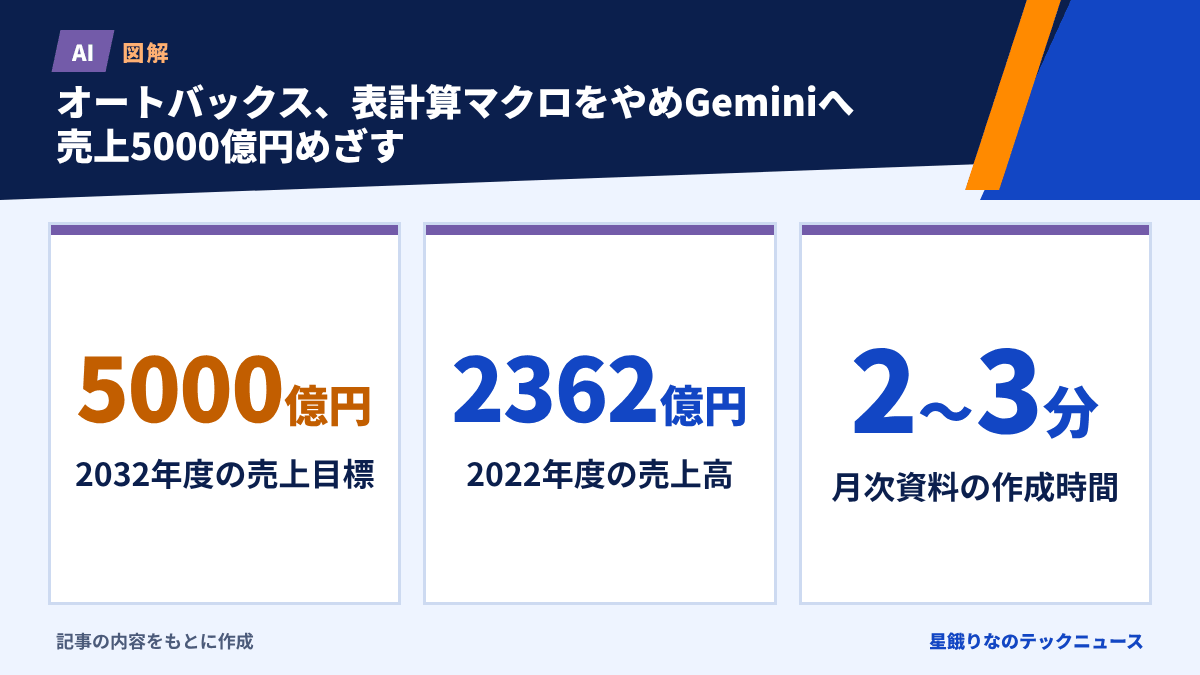 AI 図解
オートバックス、表計算マクロをやめGeminiへ
売上5000億円めざす
5000億円
2032年度の売上目標
2362億円
2022年度の売上高
2〜3分
月次資料の作成時間
記事の内容をもとに作成
星餓りなのテックニュース